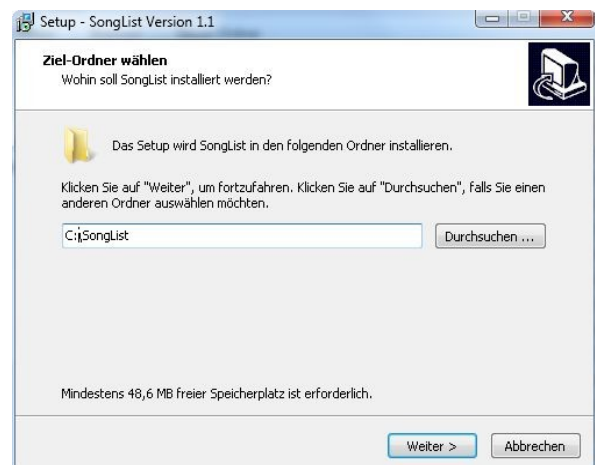 Setup - SongList Version 1.1
Ziel-Ordner wählen
Wohin soll SongList installiert werden?
Das Setup wird SongList in den folgenden Ordner installieren.
Klicken Sie auf "Weiter", um fortzufahren. Klicken Sie auf "Durchsuchen", falls Sie einen
anderen Ordner auswählen möchten.
C:\SongList
Durchsuchen ...
Mindestens 48,6 MB freier Speicherplatz ist erforderlich.
Weiter >
Abbrechen